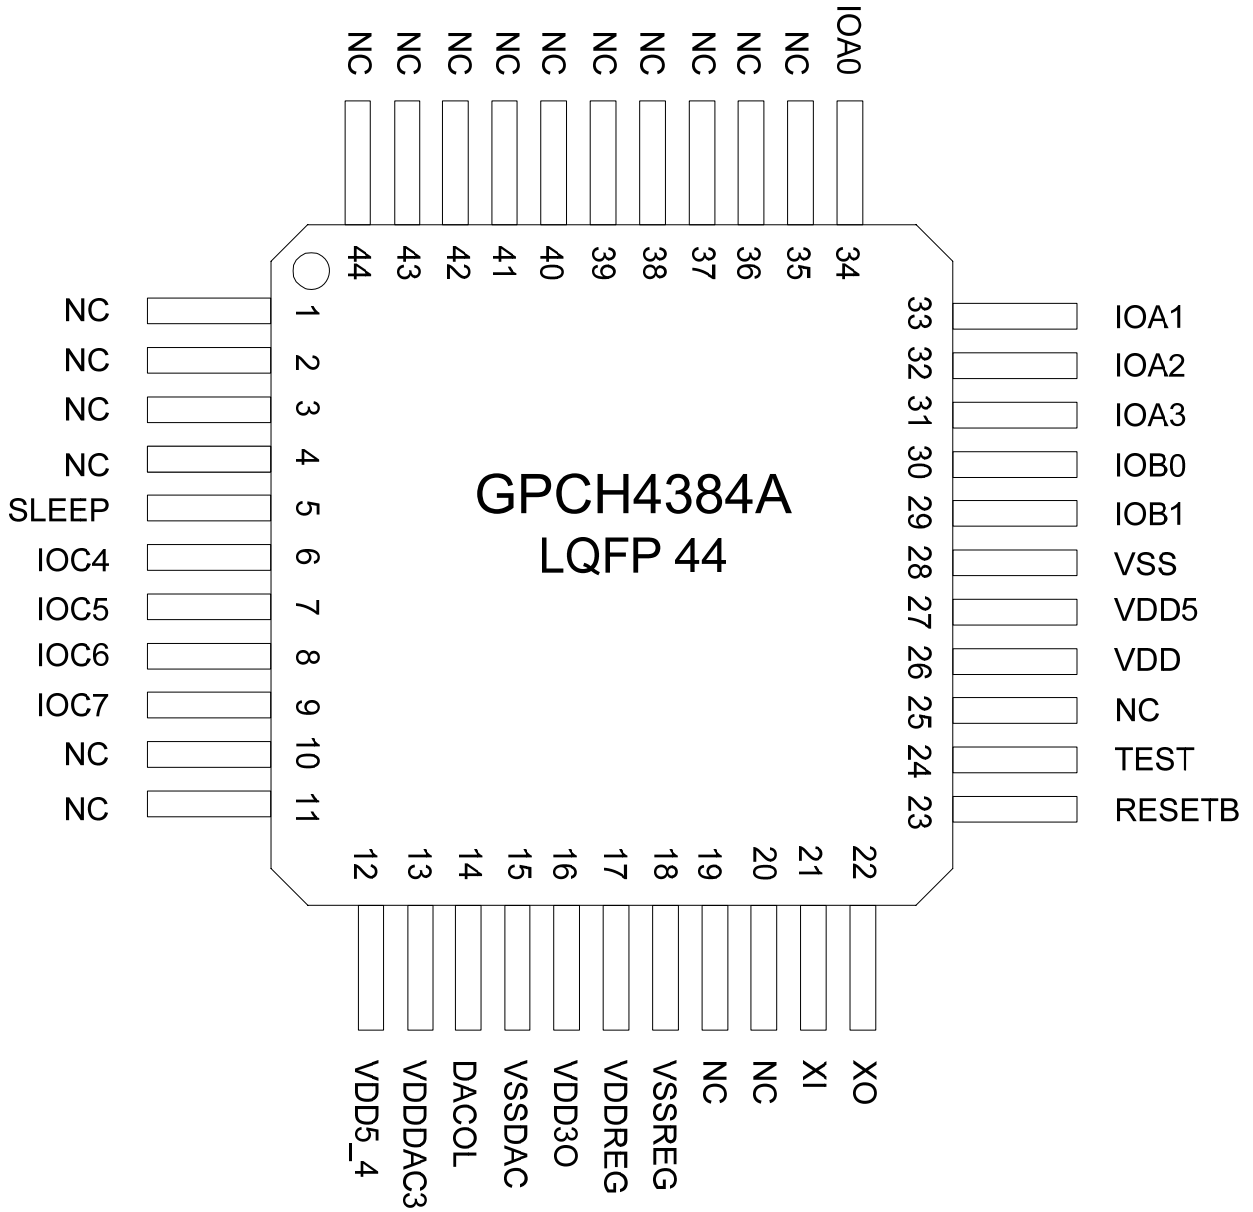 NC
NC
NC
NC
NC
NC
NC
NC
NC
NC
IOA0
44
43
42
41
40
39
38
37
36
35
34
NC
NC
NC
NC
SLEEP
IOC4
IOC5
IOC6
IOC7
NC
NC
1
2
3
4
5
6
7
8
9
10
11
GPCH4384A
LQFP 44
33
32
31
30
29
28
27
26
25
24
23
IOA1
IOA2
IOA3
IOB0
IOB1
VSS
VDD5
VDD
NC
TEST
RESETB
12
13
14
15
16
17
18
19
20
21
22
VDD5_4
VDDDAC3
DACOL
VSSDAC
VDD3O
VDDREG
VSSREG
NC
NC
XI
XO